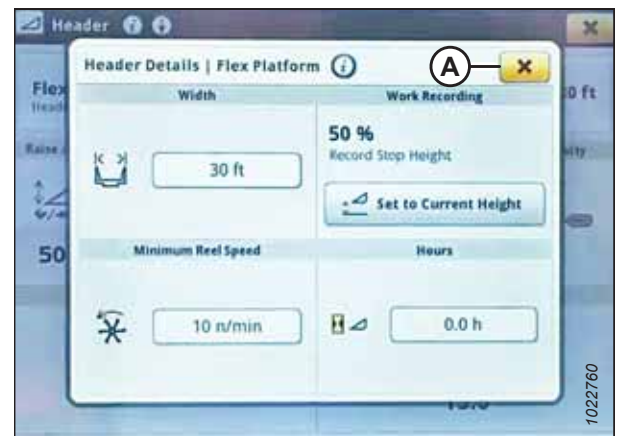 Header
Header Details | Flex Platform
A
Flex
Width
Work Recording
0 ft
50 %
Record Stop Height
30 ft
Set to Current Height
50
Minimum Reel Speed
Hours
10 n/min
0.0 h
1022760